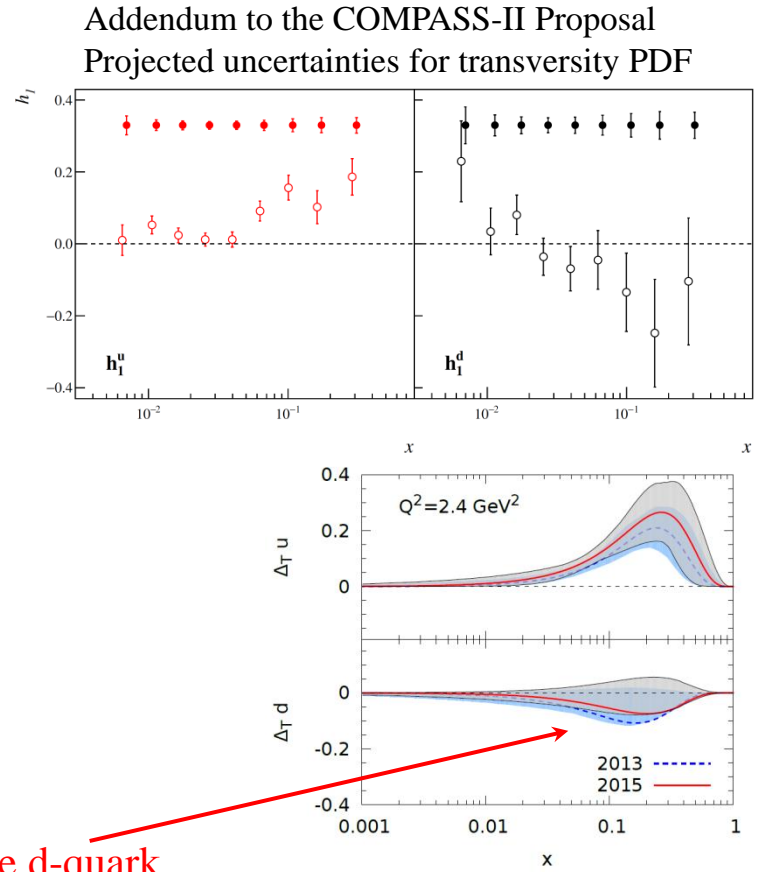 Addendum to the COMPASS-II Proposal
Projected uncertainties for transversity PDF
h₁
0.4
0.2
0.0
−0.2
−0.4
h₁ᵘ
h₁ᵈ
10⁻² 10⁻¹ 10⁻² 10⁻¹
x x
0.4
Q²=2.4 GeV²
0.2
Δ_T u
0
0
Δ_T d
-0.2
2013
2015
-0.4
0.001 0.01 0.1 1
x
e d-quark